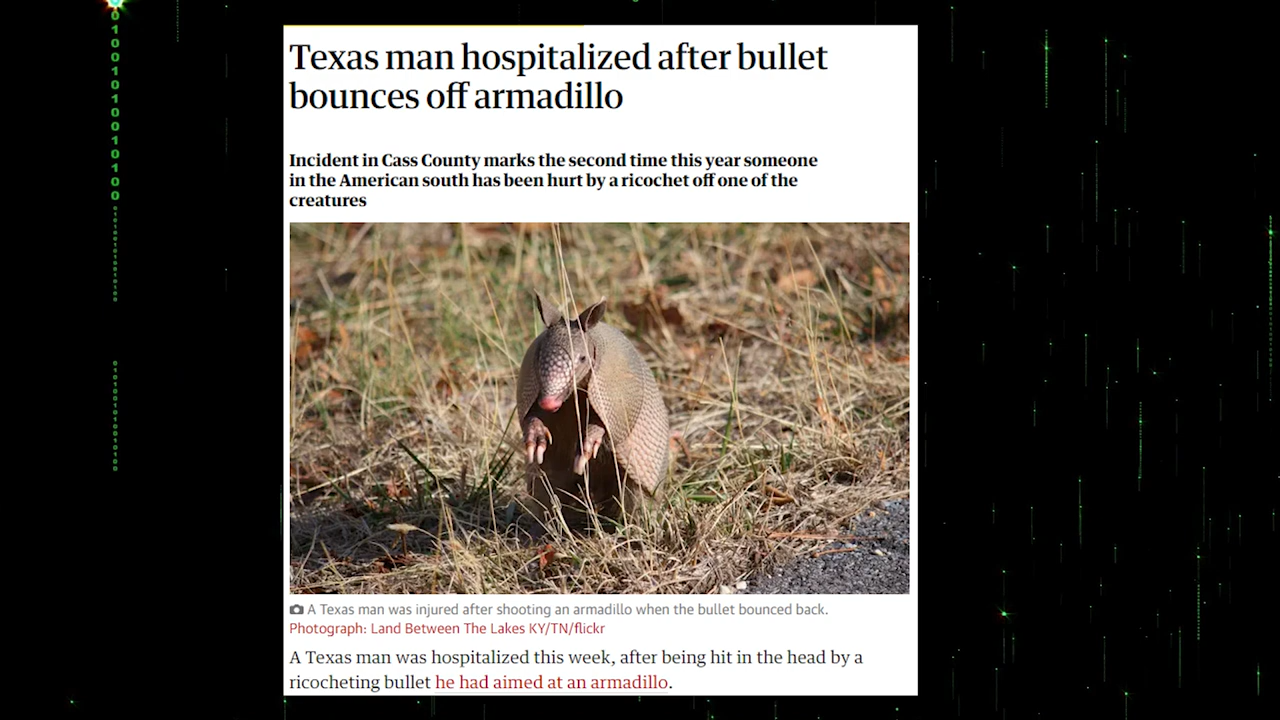 Texas man hospitalized after bullet
bounces off armadillo
Incident in Cass County marks the second time this year someone
in the American south has been hurt by a ricochet off one of the
creatures
A Texas man was injured after shooting an armadillo when the bullet bounced back.
Photograph: Land Between The Lakes KY/TN/flickr
A Texas man was hospitalized this week, after being hit in the head by a
ricocheting bullet he had aimed at an armadillo.